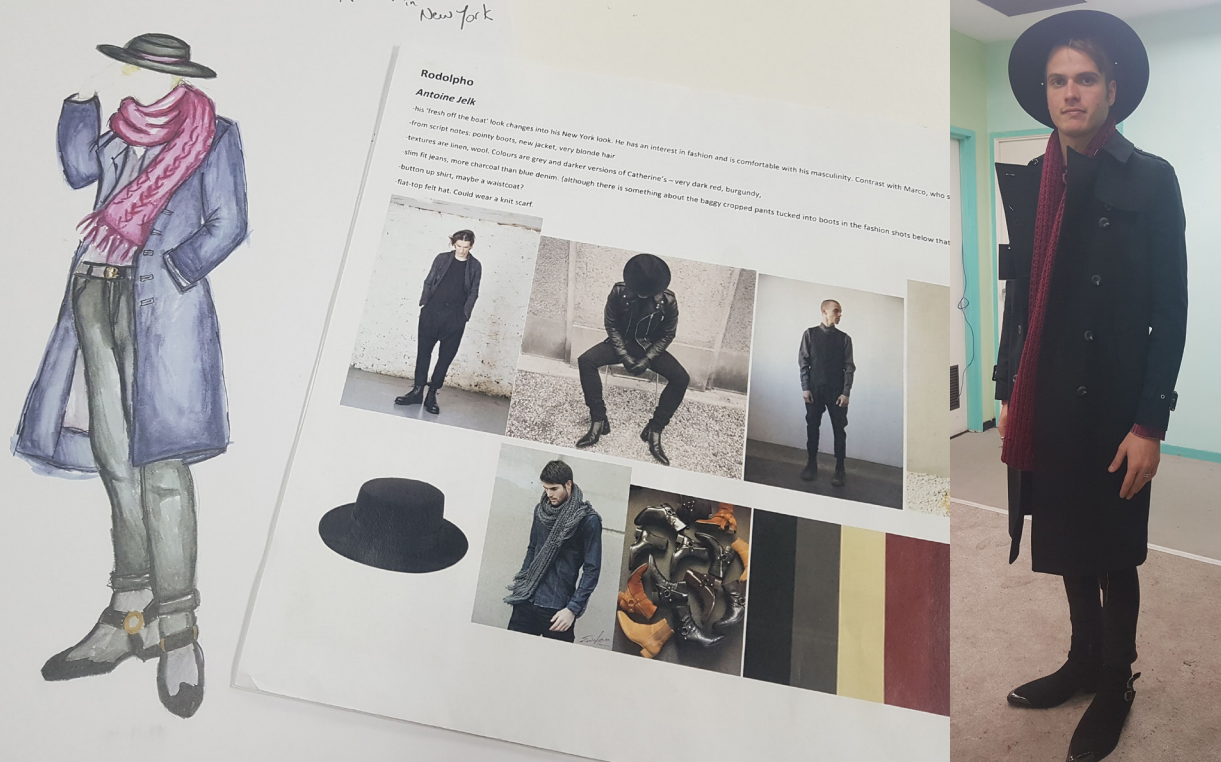 in
New York
Rodolpho
Antoine Jelk
-his 'fresh off the boat' look changes into his New York look. He has an interest in fashion and is comfortable with his masculinity. Contrast with Marco, who s
-from script notes: pointy boots, new jacket, very blonde hair
-textures are linen, wool. Colours are grey and darker versions of Catherine's – very dark red, burgundy,
slim fit jeans, more charcoal than blue denim (although there is something about the baggy cropped pants tucked into boots in the fashion shots below that
-button up shirt, maybe a waistcoat?
flat-top felt hat. Could wear a knit scarf